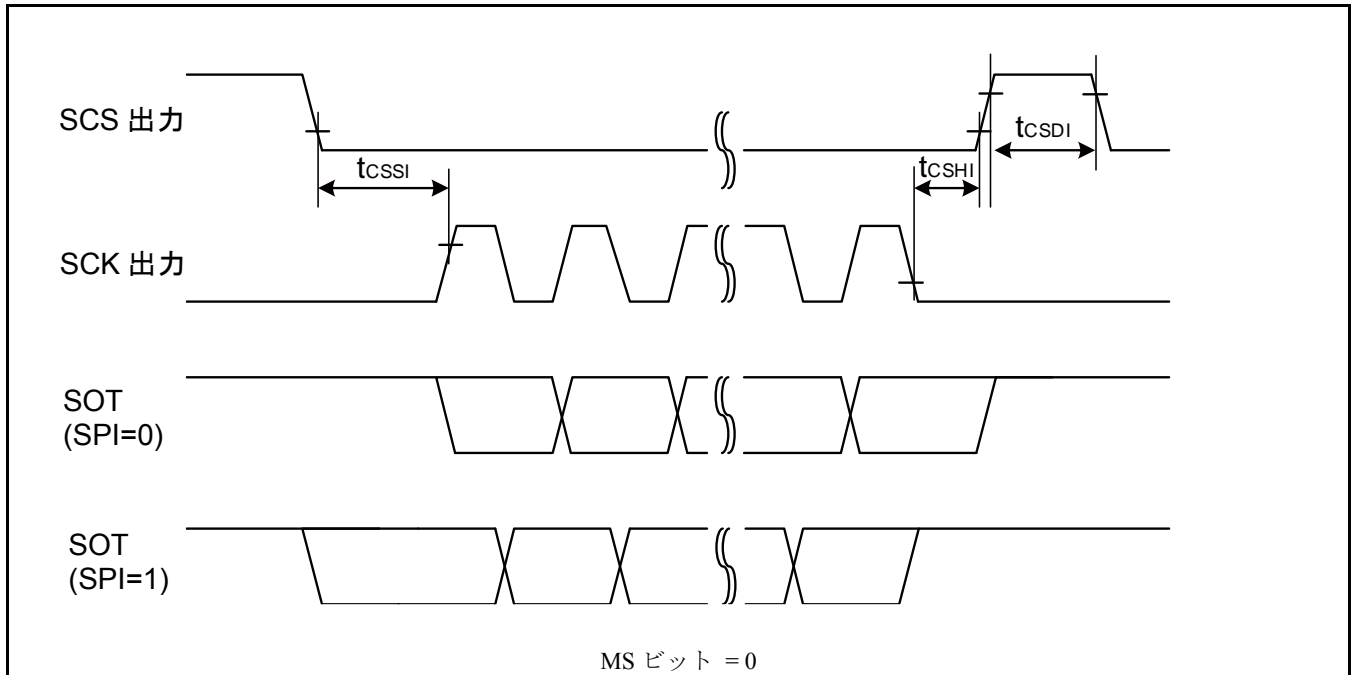 SCS 出力
tCSSI
tCSHI
tCSDI
SCK 出力
SOT
(SPI=0)
SOT
(SPI=1)
MS ビット = 0